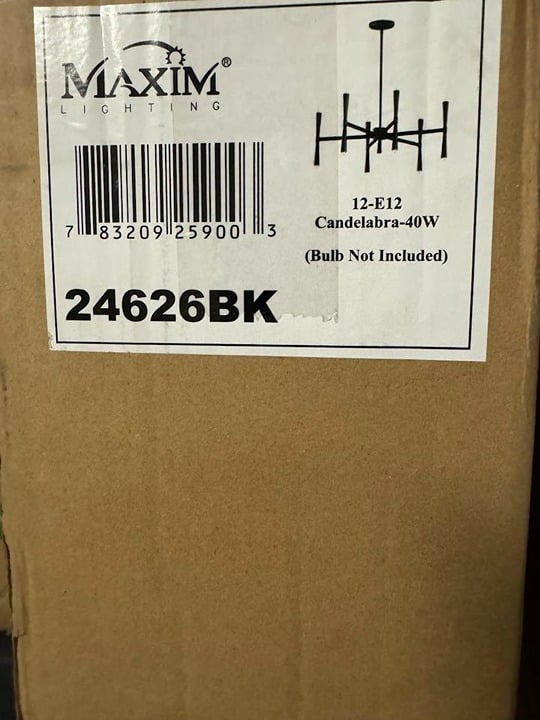 MAXIM®
LIGHTING
7 83209 25900 3
24626BK
12-E12
Candelabra-40W
(Bulb Not Included)